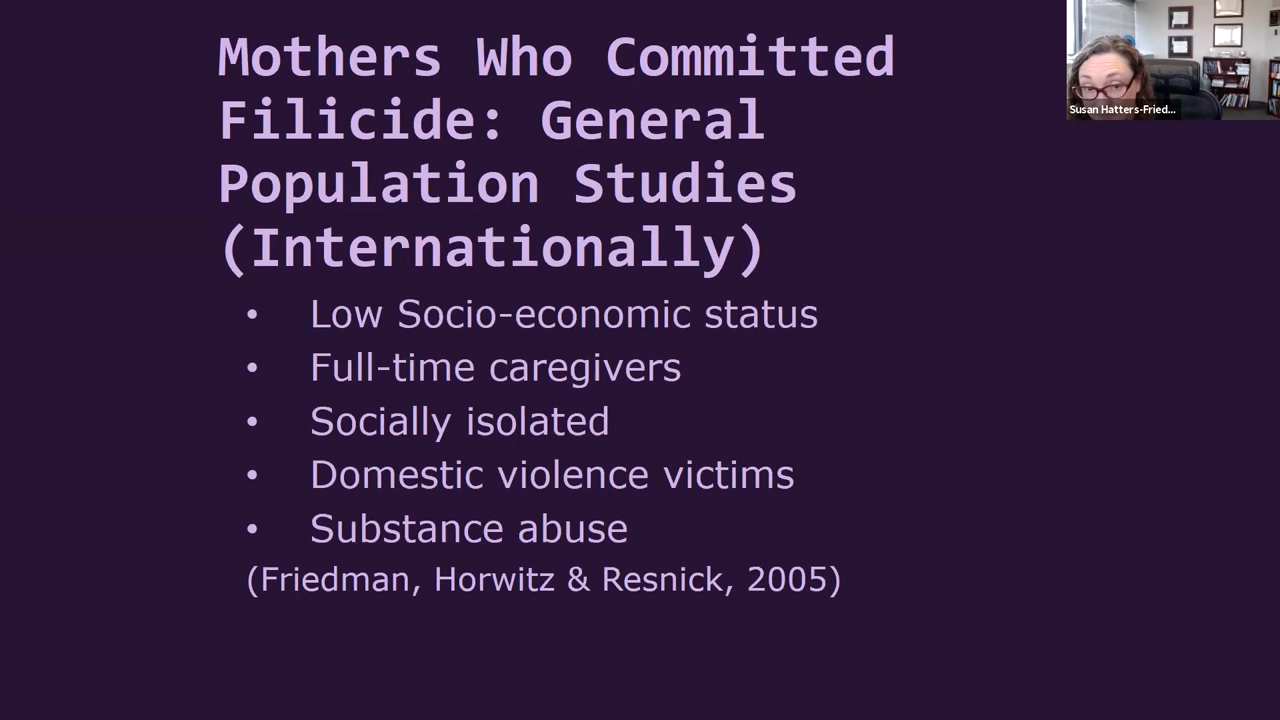 Mothers Who Committed
Filicide: General
Population Studies
(Internationally)
• Low Socio-economic status
• Full-time caregivers
• Socially isolated
• Domestic violence victims
• Substance abuse
(Friedman, Horwitz & Resnick, 2005)
Susan Hatters-Fried...